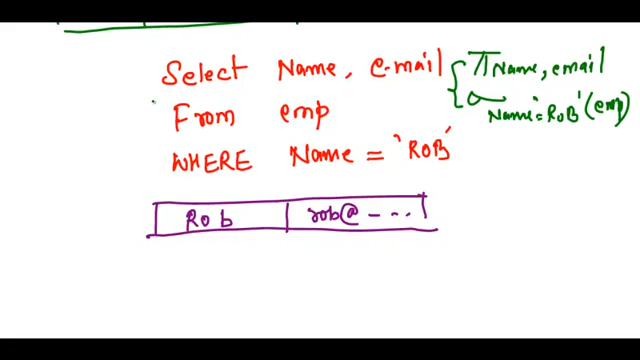 Select Name, e-mail
From emp
WHERE Name = 'ROB'
π Name, email
σ Name='ROB' (emp)
Rob rob@ - ...